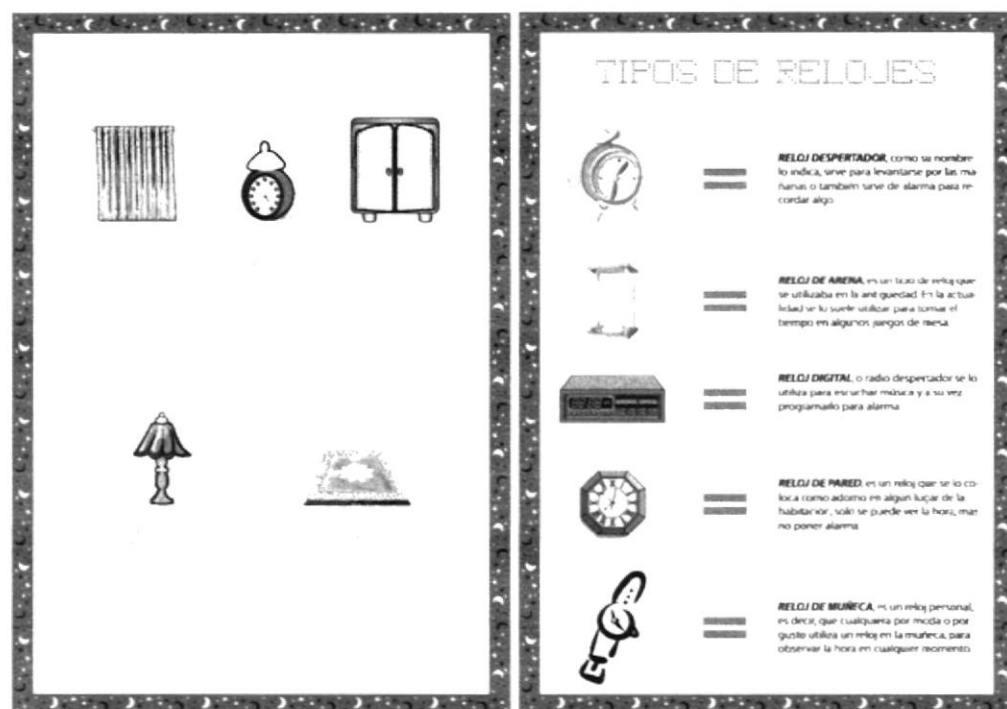 TIPOS DE RELOJES
RELOJ DESPERTADOR, como su nombre
lo indica, sirve para levantarse por las ma-
ñanas o también sirve de alarma para re-
cordar algo.
RELOJ DE ARENA, es un tipo de reloj que
se utilizaba en la antiguedad. En la actua-
lidad se lo suele utilizar para tomar el
tiempo en algunos juegos de mesa.
RELOJ DIGITAL, o radio despertador se lo
utiliza para escuchar música y a su vez
programarlo para alarma.
RELOJ DE PARED, es un reloj que se lo co-
loca como adorno en algun lugar de la
habitación, solo se puede ver la hora, mas
no poner alarma.
RELOJ DE MUÑECA, es un reloj personal,
es decir, que cualquiera por moda o por
gusto utiliza un reloj en la muñeca, para
observar la hora en cualquier momento.